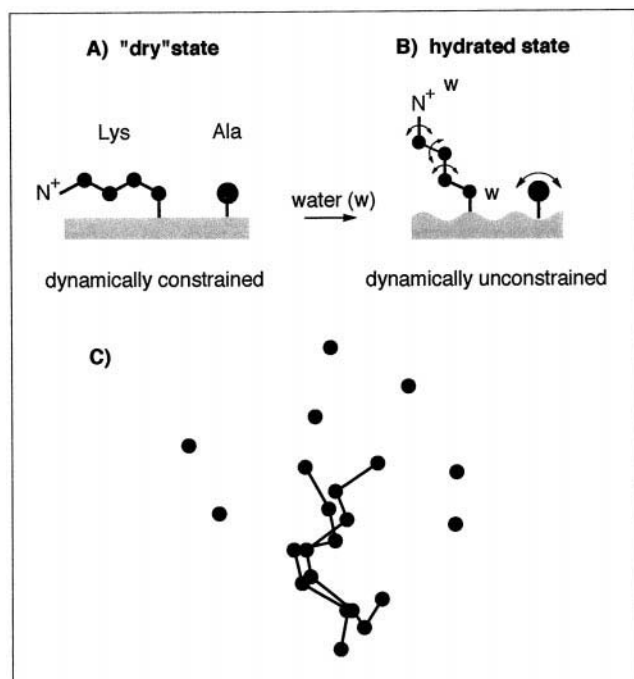 A) "dry"state
B) hydrated state
Lys
Ala
N+
water (w)
N+
w
w
dynamically constrained
dynamically unconstrained
C)